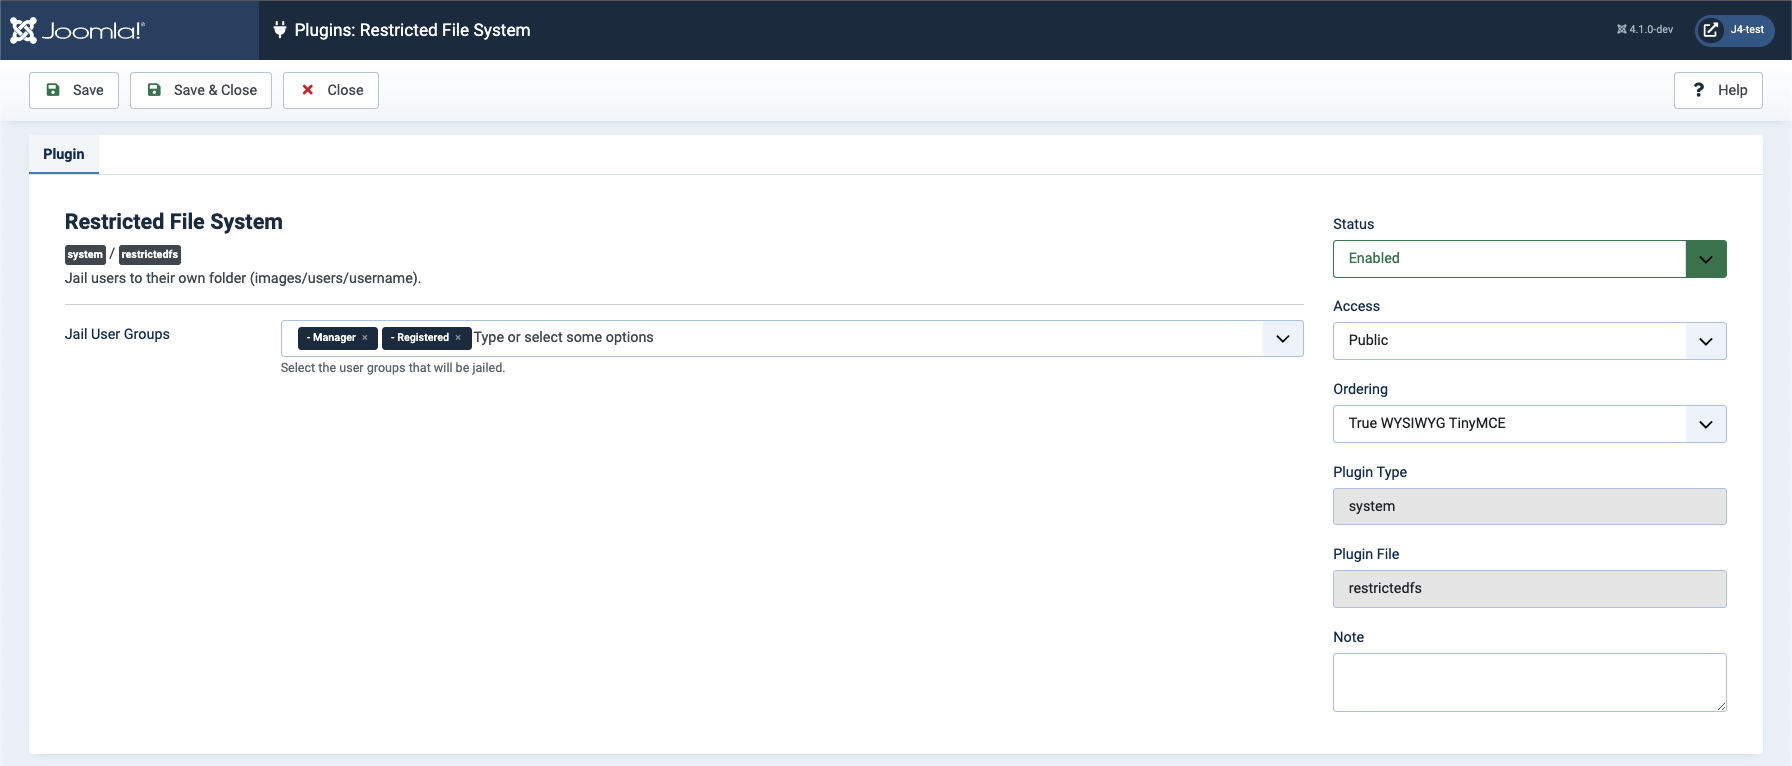 Joomla!®
Plugins: Restricted File System
4.1.0-dev
J4-test
Save
Save & Close
Close
Help
Plugin
Restricted File System
system / restrictedfs
Jail users to their own folder (images/users/username).
Jail User Groups
- Manager × - Registered × Type or select some options
Select the user groups that will be jailed.
Status
Enabled
Access
Public
Ordering
True WYSIWYG TinyMCE
Plugin Type
system
Plugin File
restrictedfs
Note